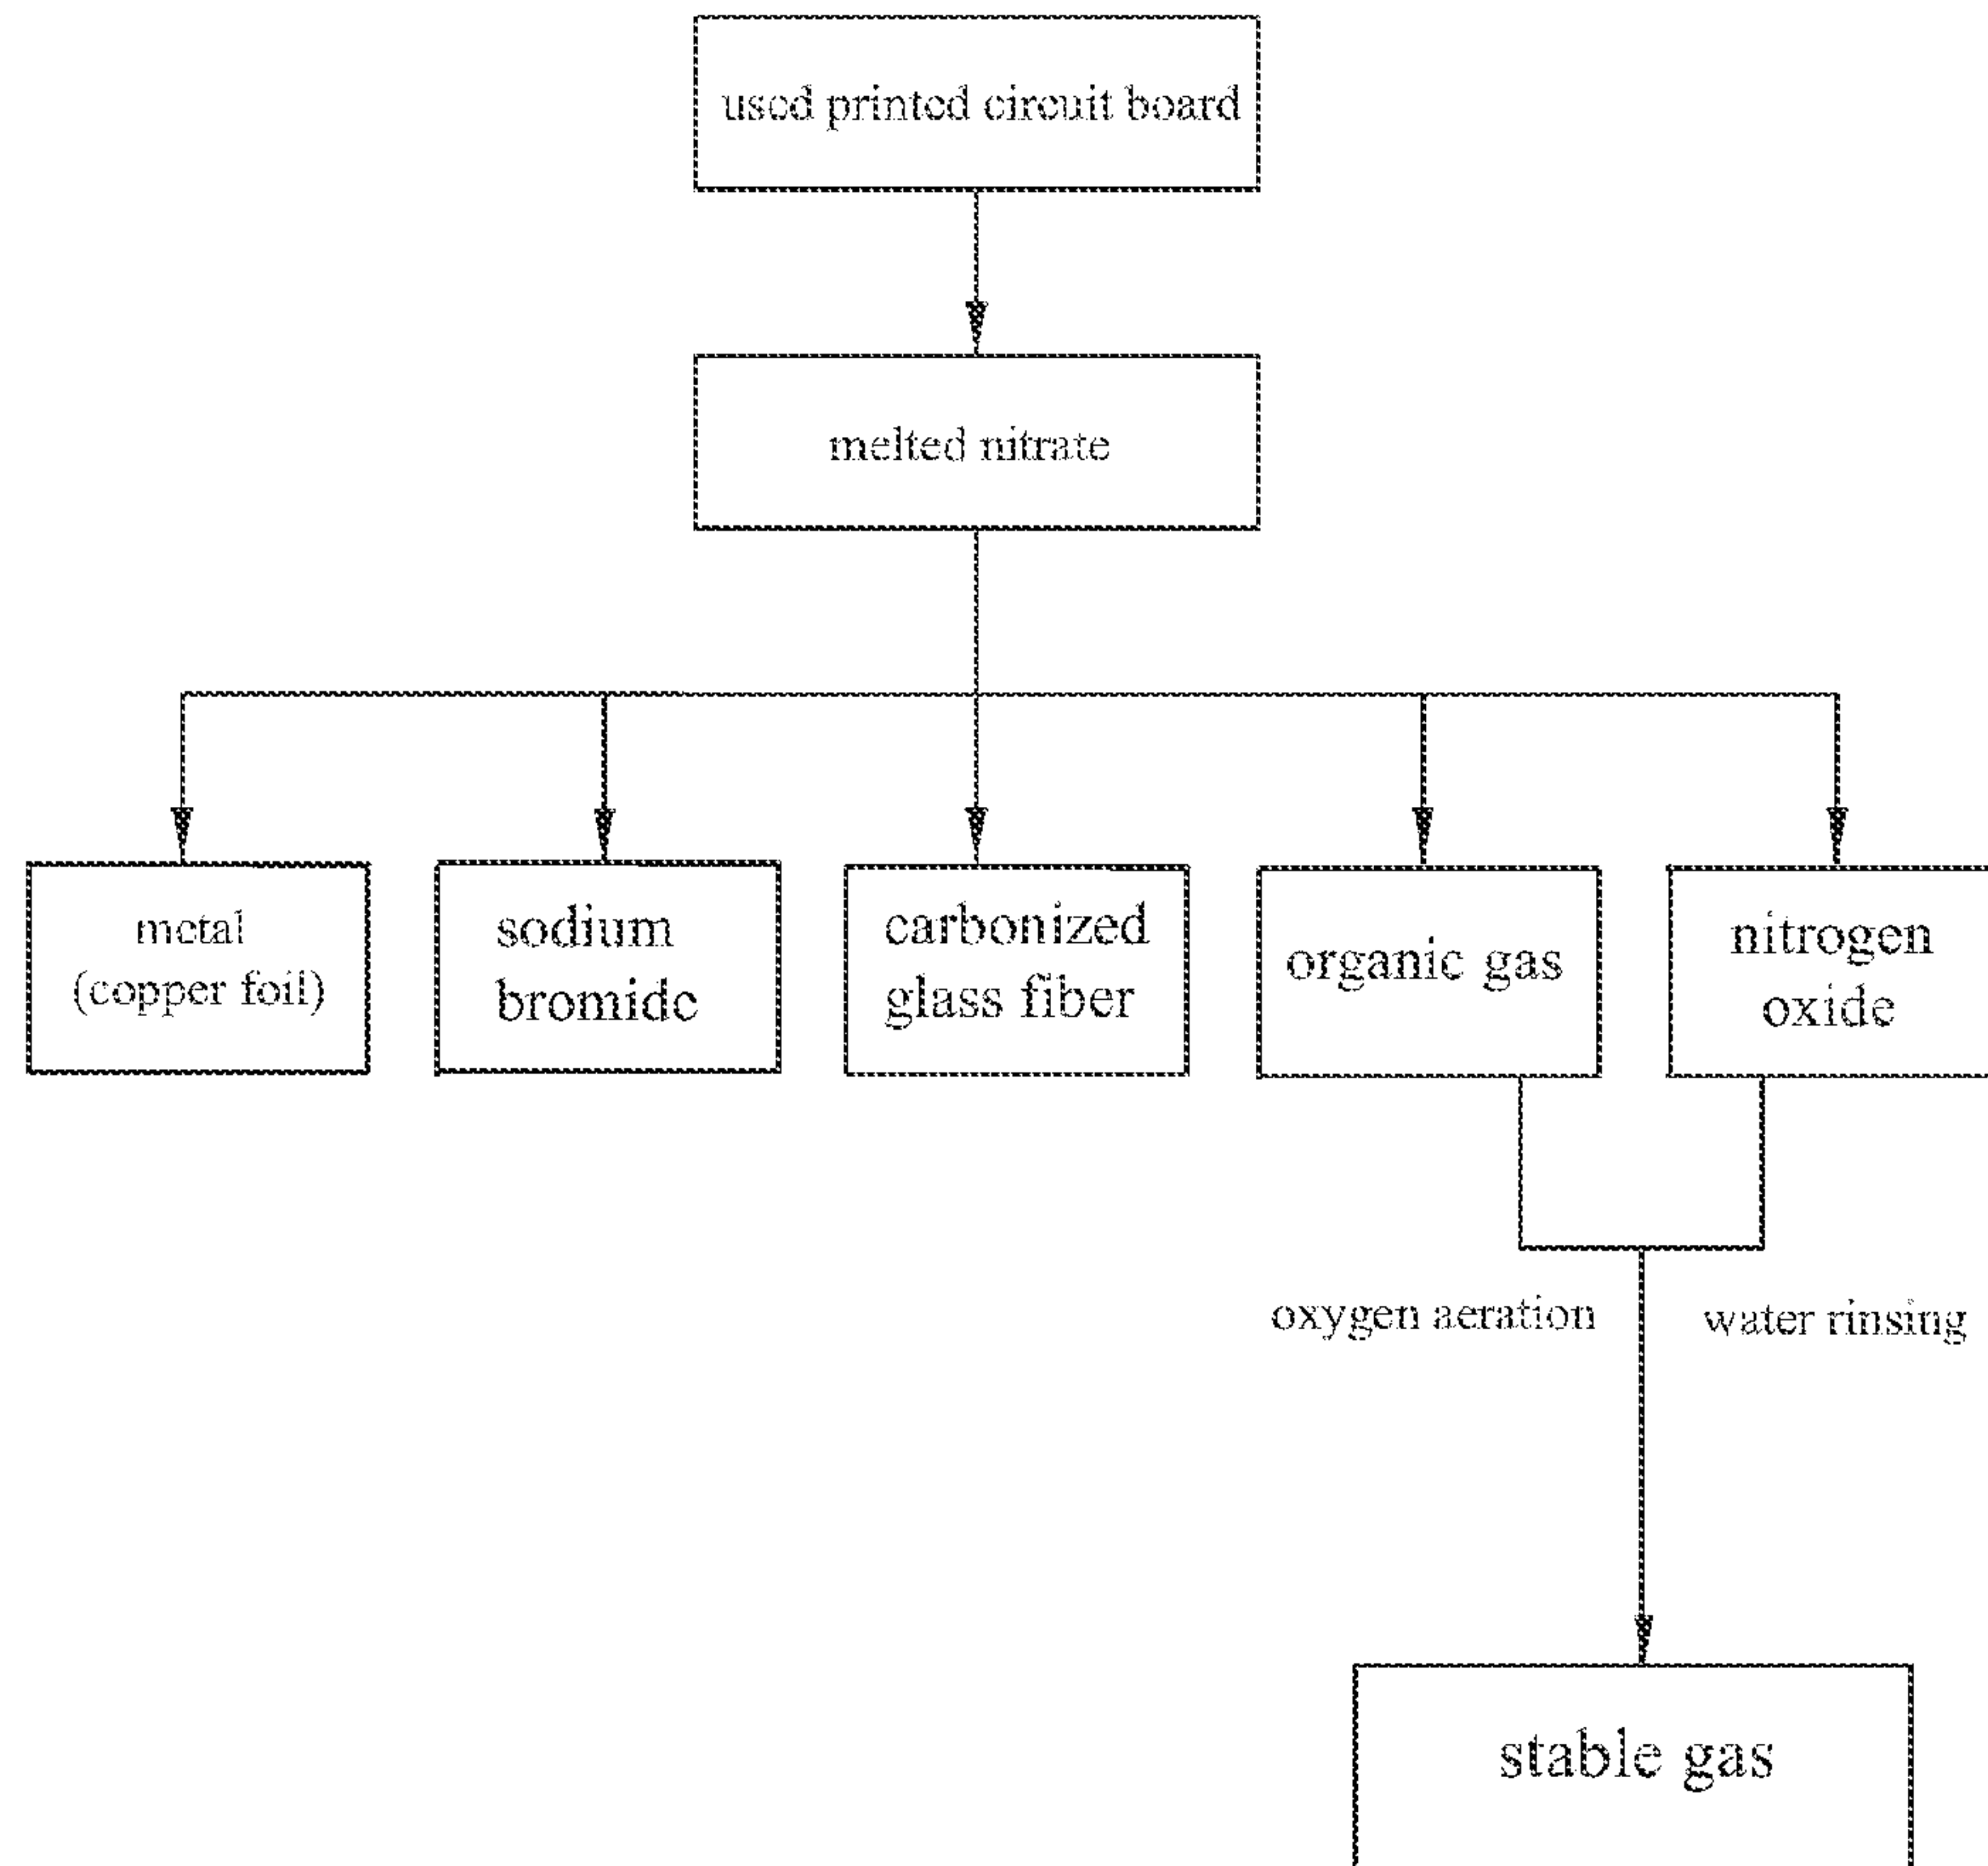 used printed circuit board
melted nitrate
metal
(copper foil)
sodium
bromide
carbonized
glass fiber
organic gas
nitrogen
oxide
oxygen aeration
water rinsing
stable gas